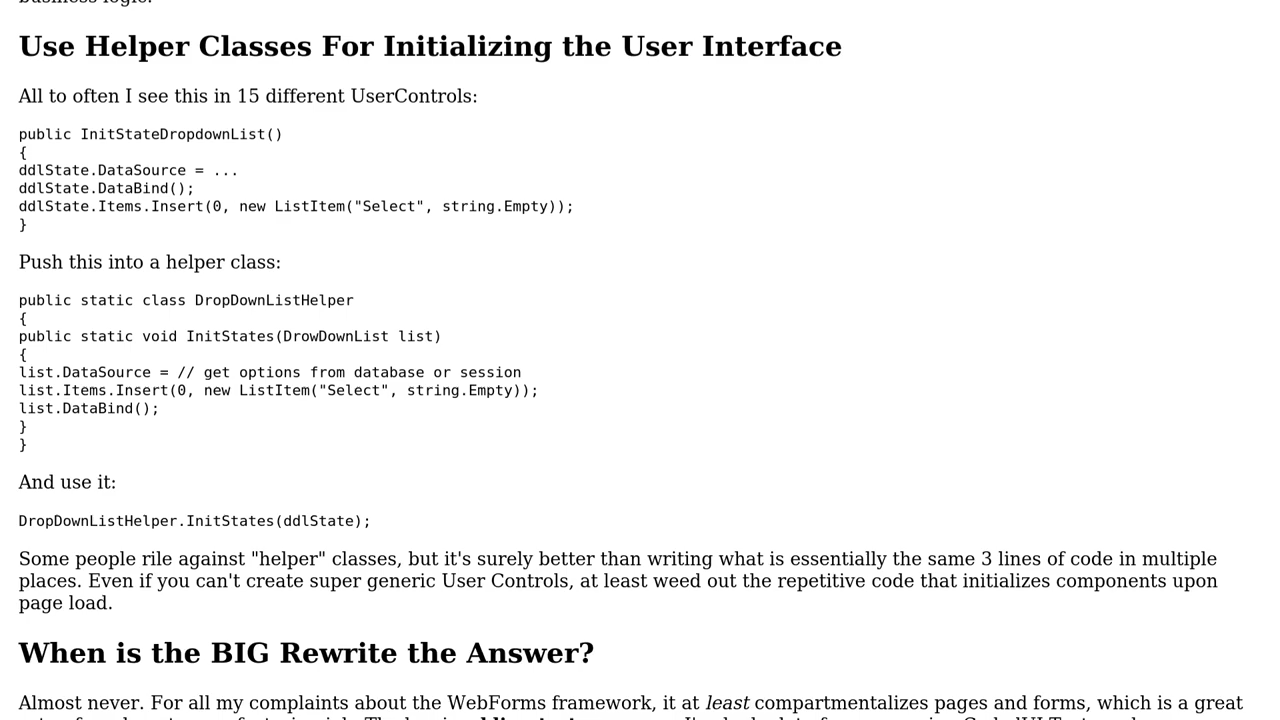 business logic.
Use Helper Classes For Initializing the User Interface
All to often I see this in 15 different UserControls:
public InitStateDropdownList()
{
ddlState.DataSource = ...
ddlState.DataBind();
ddlState.Items.Insert(0, new ListItem("Select", string.Empty));
}
Push this into a helper class:
public static class DropDownListHelper
{
public static void InitStates(DrowDownList list)
{
list.DataSource = // get options from database or session
list.Items.Insert(0, new ListItem("Select", string.Empty));
list.DataBind();
}
}
And use it:
DropDownListHelper.InitStates(ddlState);
Some people rile against "helper" classes, but it's surely better than writing what is essentially the same 3 lines of code in multiple
places. Even if you can't create super generic User Controls, at least weed out the repetitive code that initializes components upon
page load.
When is the BIG Rewrite the Answer?
Almost never. For all my complaints about the WebForms framework, it at least compartmentalizes pages and forms, which is a great